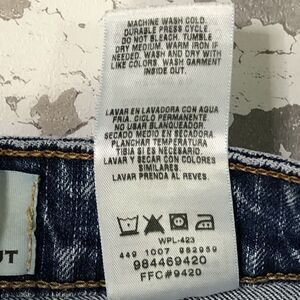 MACHINE WASH COLD.
DURABLE PRESS CYCLE.
DO NOT BLEACH. TUMBLE
DRY MEDIUM. WARM IRON IF
NEEDED. WASH AND DRY WITH
LIKE COLORS. WASH GARMENT
INSIDE OUT.
LAVAR EN LAVADORA CON AGUA
FRIA. CICLO PERMANENTE.
NO USAR BLANQUEADOR.
SECADO MEDIO EN SECADORA
PLANCHAR TEMPERATURA
TIBIA SI ES NECESARIO.
LAVAR Y SECAR CON COLORES
SIMILARES.
LAVAR PRENDA AL REVES.
WPL-423
449 1007 952959
984469420
FFC#9420
UT